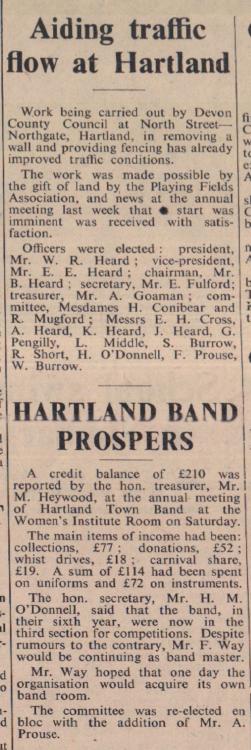 Aiding traffic
flow at Hartland
Work being carried out by Devon
County Council at North Street—
Northgate, Hartland, in removing a
wall and providing fencing has already
improved traffic conditions.
The work was made possible by
the gift of land by the Playing Fields
Association, and news at the annual
meeting last week that a start was
imminent was received with satis-
faction.
Officers were elected : president,
Mr. W. R. Heard ; vice-president,
Mr. E. E. Heard ; chairman, Mr.
B. Heard ; secretary, Mr. E. Fulford;
treasurer, Mr. A. Goaman ; com-
mittee, Mesdames H. Conibear and
R. Mugford ; Messrs E. H. Cross,
A. Heard, K. Heard, J. Heard, G.
Pengilly, L. Middle, S. Burrow,
R. Short, H. O'Donnell, F. Prouse,
W. Burrow.
HARTLAND BAND
PROSPERS
A credit balance of £210 was
reported by the hon. treasurer, Mr.
M. Heywood, at the annual meeting
of Hartland Town Band at the
Women's Institute Room on Saturday.
The main items of income had been:
collections, £77 ; donations, £52 ;
whist drives, £18 ; carnival share,
£19. A sum of £114 had been spent
on uniforms and £72 on instruments.
The hon. secretary, Mr. H. M.
O'Donnell, said that the band, in
their sixth year, were now in the
third section for competitions. Despite
rumours to the contrary, Mr. F. Way
would be continuing as band master.
Mr. Way hoped that one day the
organisation would acquire its own
band room.
The committee was re-elected en
bloc with the addition of Mr. A.
Prouse.